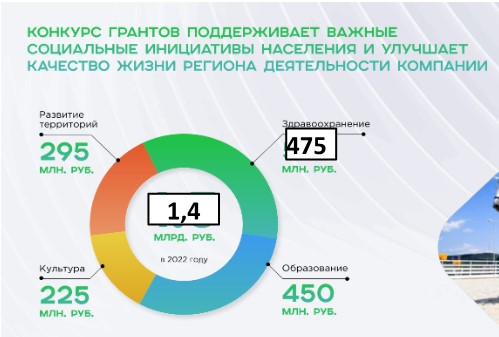 КОНКУРС ГРАНТОВ ПОДДЕРЖИВАЕТ ВАЖНЫЕ
СОЦИАЛЬНЫЕ ИНИЦИАТИВЫ НАСЕЛЕНИЯ И УЛУЧШАЕТ
КАЧЕСТВО ЖИЗНИ РЕГИОНА ДЕЯТЕЛЬНОСТИ КОМПАНИИ
Развитие
территорий
295
МЛН. РУБ.
Здравоохранение
475
МЛН. РУБ.
1,4
МЛРД. РУБ.
в 2022 году
Культура
225
МЛН. РУБ.
Образование
450
МЛН. РУБ.